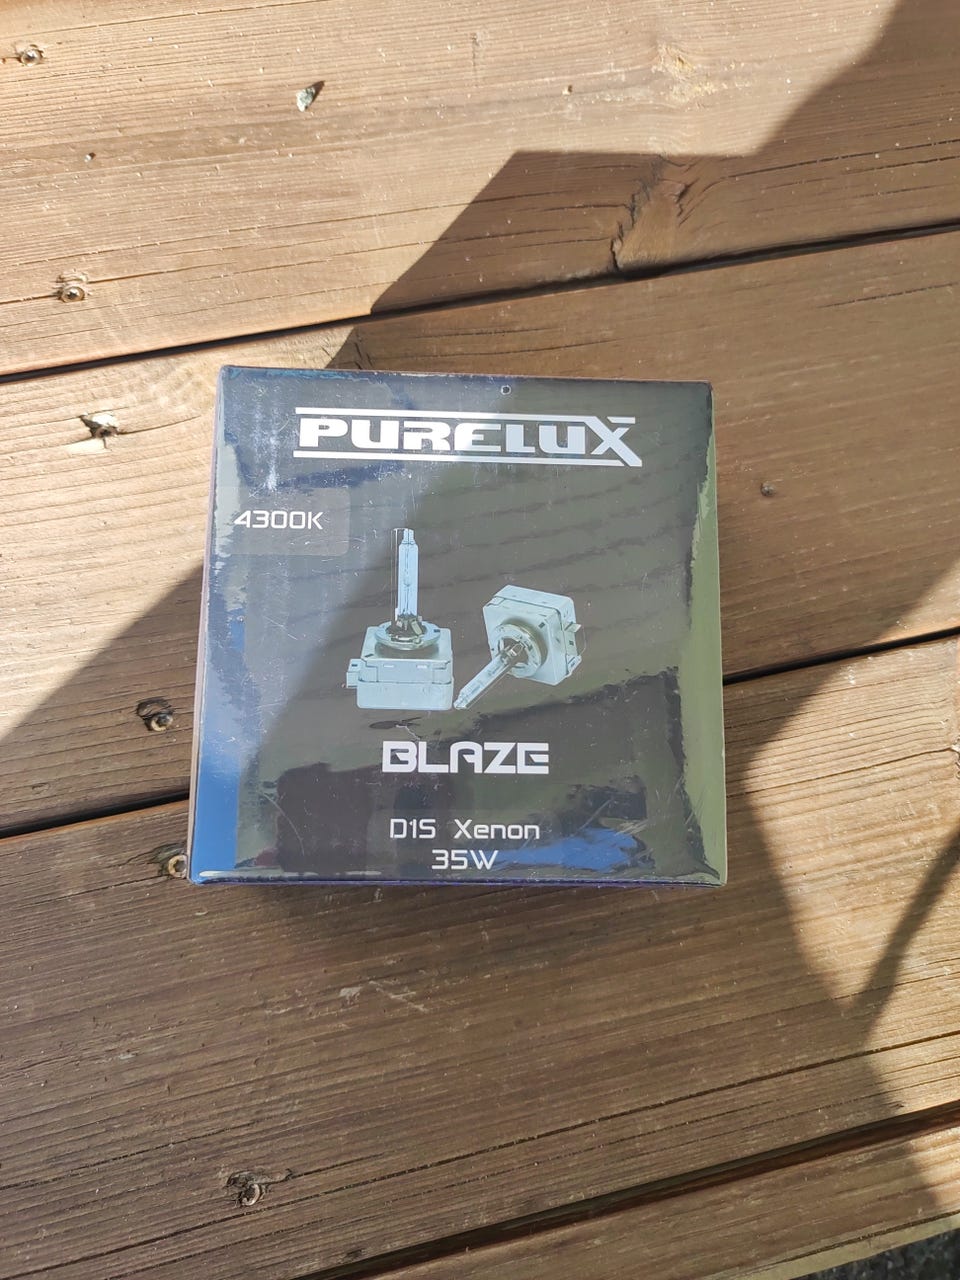 PURELUX
4300K
BLAZE
D1S Xenon
35W